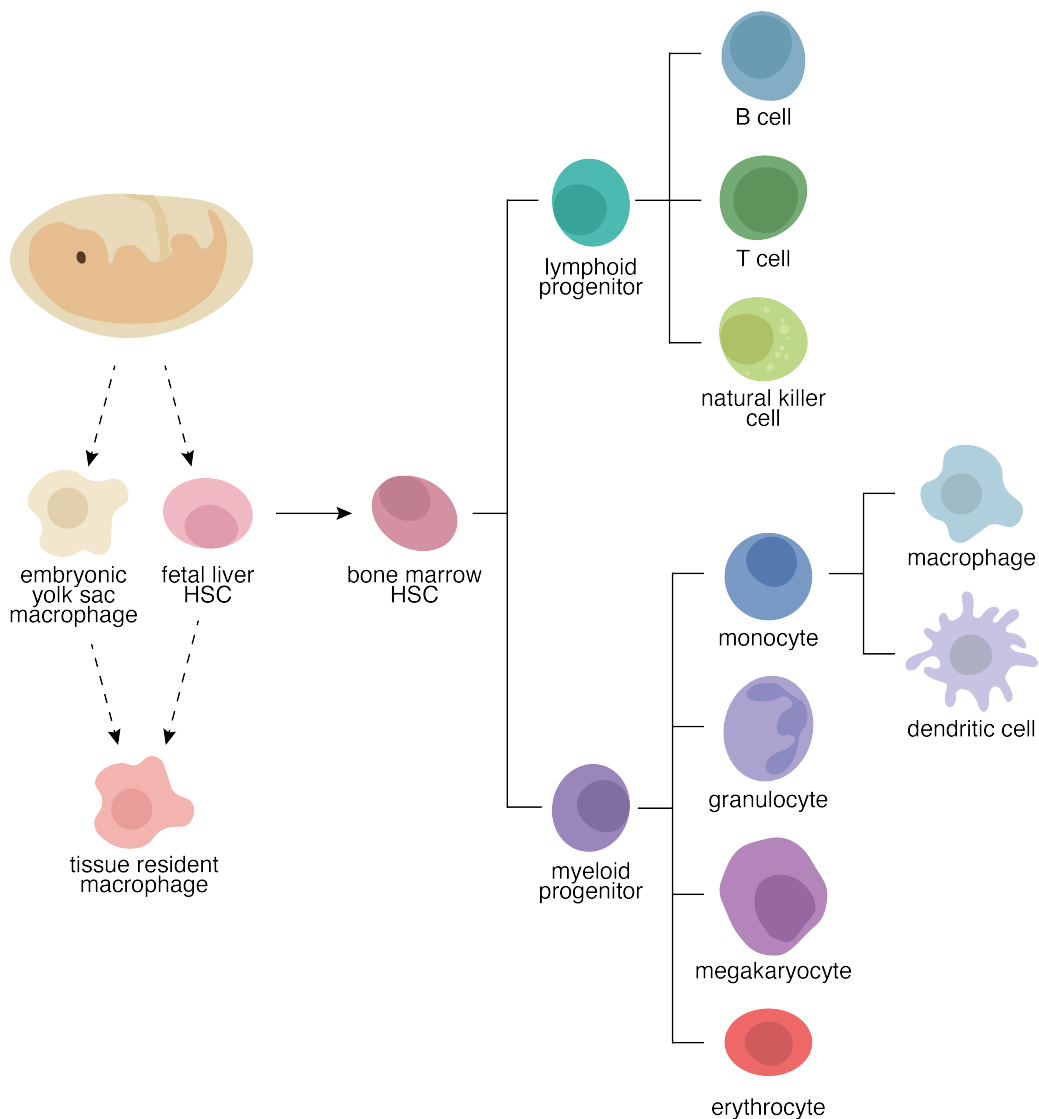 B cell
T cell
natural killer
cell
lymphoid
progenitor
embryonic
yolk sac
macrophage
fetal liver
HSC
bone marrow
HSC
tissue resident
macrophage
myeloid
progenitor
monocyte
granulocyte
megakaryocyte
erythrocyte
macrophage
dendritic cell